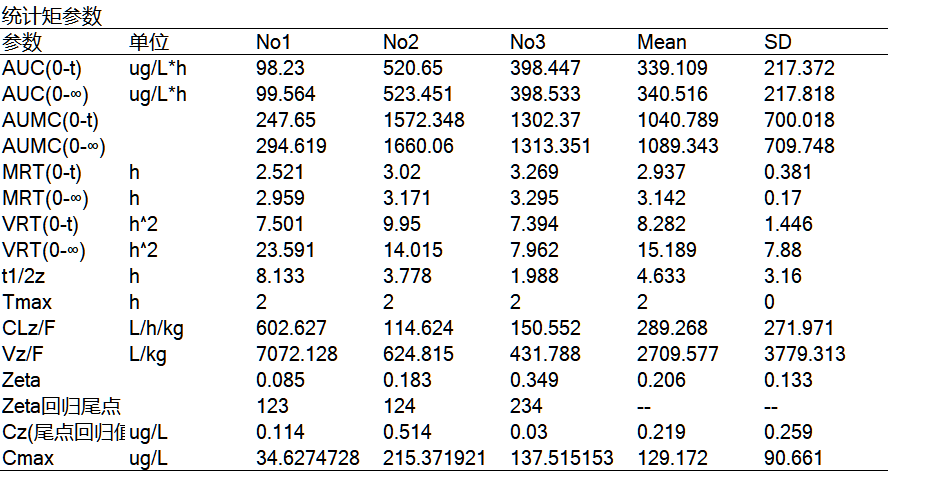 统计矩参数
参数 单位 No1 No2 No3 Mean SD
AUC(0-t) ug/L*h 98.23 520.65 398.447 339.109 217.372
AUC(0-∞) ug/L*h 99.564 523.451 398.533 340.516 217.818
AUMC(0-t) 247.65 1572.348 1302.37 1040.789 700.018
AUMC(0-∞) 294.619 1660.06 1313.351 1089.343 709.748
MRT(0-t) h 2.521 3.02 3.269 2.937 0.381
MRT(0-∞) h 2.959 3.171 3.295 3.142 0.17
VRT(0-t) h^2 7.501 9.95 7.394 8.282 1.446
VRT(0-∞) h^2 23.591 14.015 7.962 15.189 7.88
t1/2z h 8.133 3.778 1.988 4.633 3.16
Tmax h 2 2 2 2 0
CLz/F L/h/kg 602.627 114.624 150.552 289.268 271.971
Vz/F L/kg 7072.128 624.815 431.788 2709.577 3779.313
Zeta 0.085 0.183 0.349 0.206 0.133
Zeta回归尾点 123 124 234 -- --
Cz(尾点回归值 ug/L 0.114 0.514 0.03 0.219 0.259
Cmax ug/L 34.6274728 215.371921 137.515153 129.172 90.661